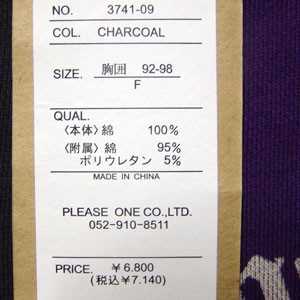 NO. 3741-09
COL. CHARCOAL
SIZE. 胸囲 92-98
F
QUAL.
〈本体〉綿 100%
〈附属〉綿 95%
ポリウレタン 5%
MADE IN CHINA
PLEASE ONE CO.,LTD.
052-910-8511
PRICE. ￥6.800
(税込￥7.140)